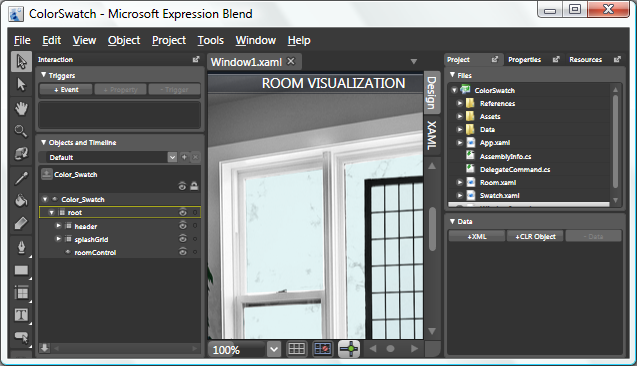 ColorSwatch - Microsoft Expression Blend
File Edit View Object Project Tools Window Help
Interaction
Triggers
+ Event + Property - Trigger
Objects and Timeline
Default
Color_Swatch
Color_Swatch
root
header
splashGrid
roomControl
Window1.xaml
ROOM VISUALIZATION
Design
XAML
100%
Project Properties Resources
Files
ColorSwatch
References
Assets
Data
App.xaml
AssemblyInfo.cs
DelegateCommand.cs
Room.xaml
Swatch.xaml
Data
+XML +CLR Object - Data